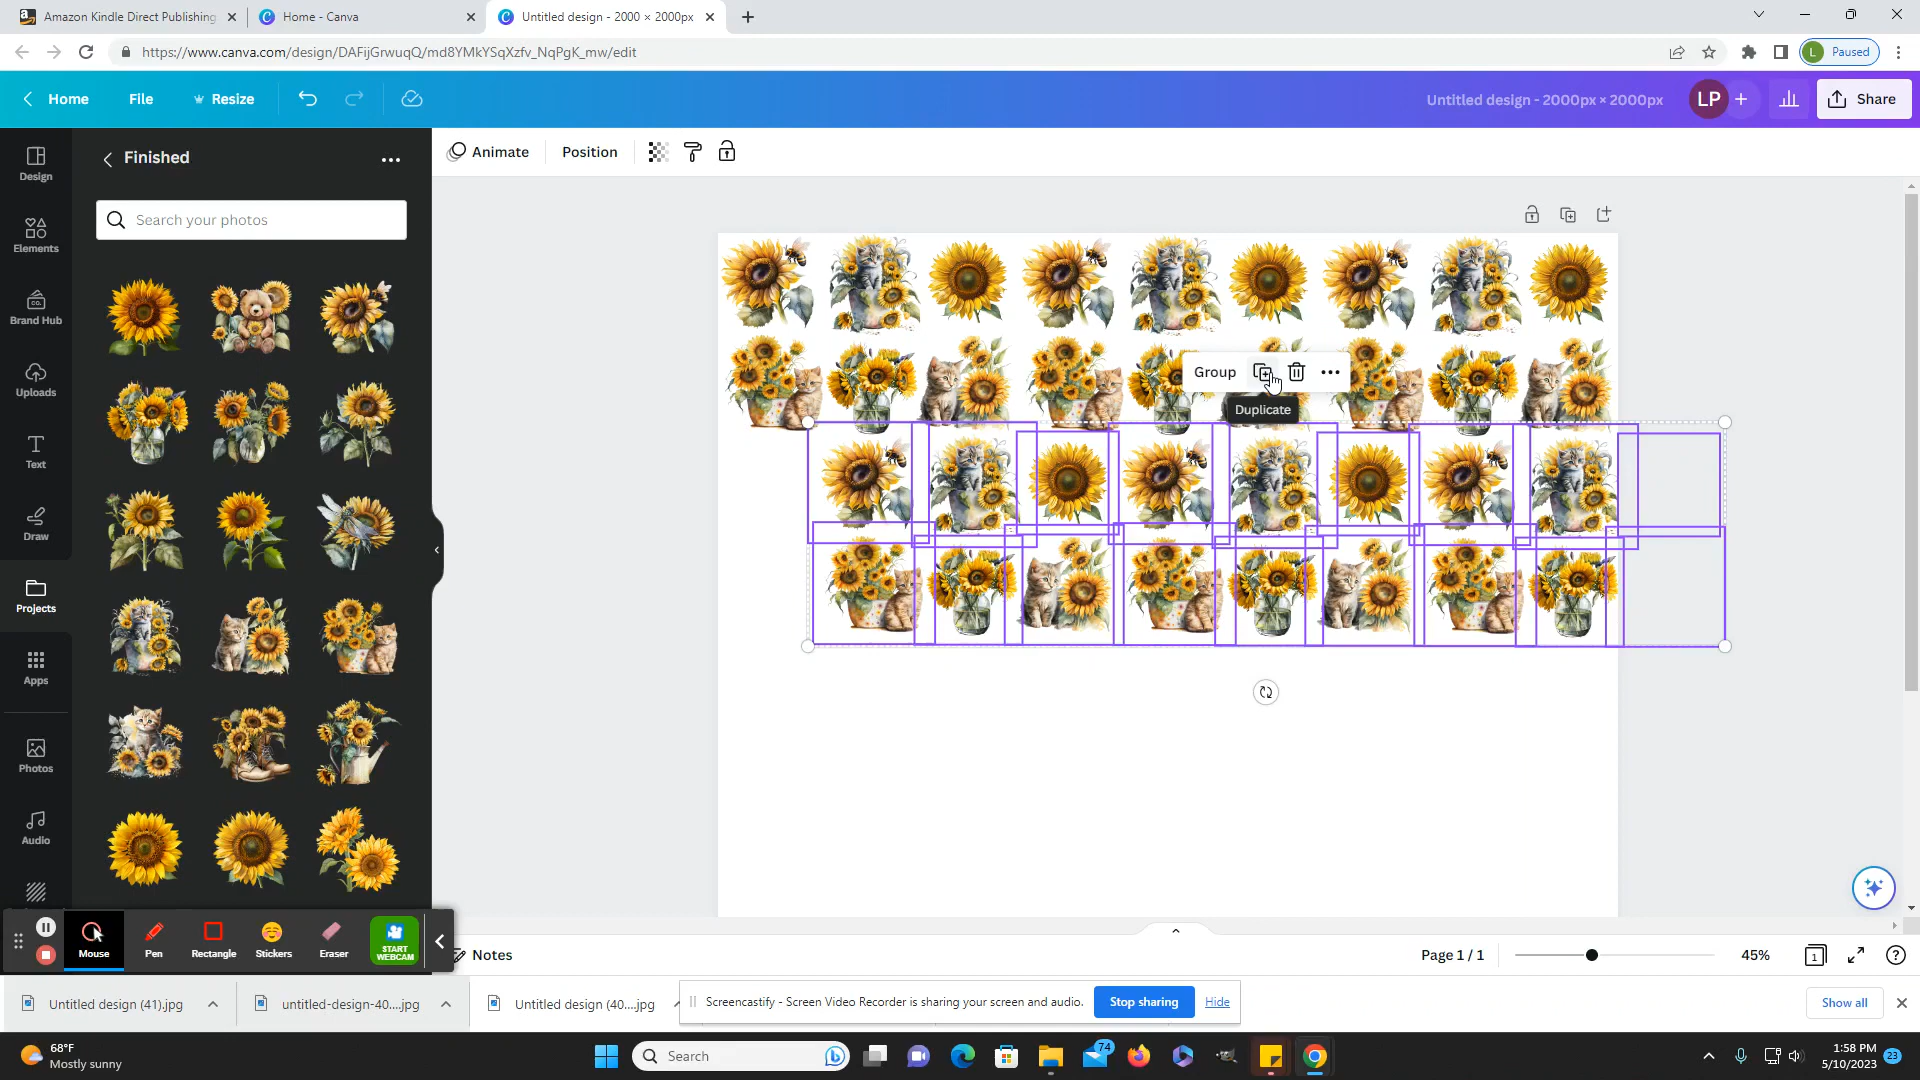 Amazon Kindle Direct Publishing
Home - Canva
Untitled design - 2000 × 2000px
https://www.canva.com/design/DAFijGrwuqQ/md8YMkYSqXzfv_NqPgK_mw/edit
L
Paused
Home
File
Resize
Untitled design - 2000px × 2000px
LP
Share
Design
Elements
Brand Hub
Uploads
Text
Draw
Projects
Apps
Photos
Audio
Finished
Search your photos
Animate
Position
Group
Duplicate
Mouse
Pen
Rectangle
Stickers
Eraser
START
WEBCAM
Notes
Page 1 / 1
45%
1
Untitled design (41).jpg
untitled-design-40....jpg
Untitled design (40....jpg
Screencastify - Screen Video Recorder is sharing your screen and audio.
Stop sharing
Hide
Show all
68°F
Mostly sunny
Search
74
1:58 PM
5/10/2023
23